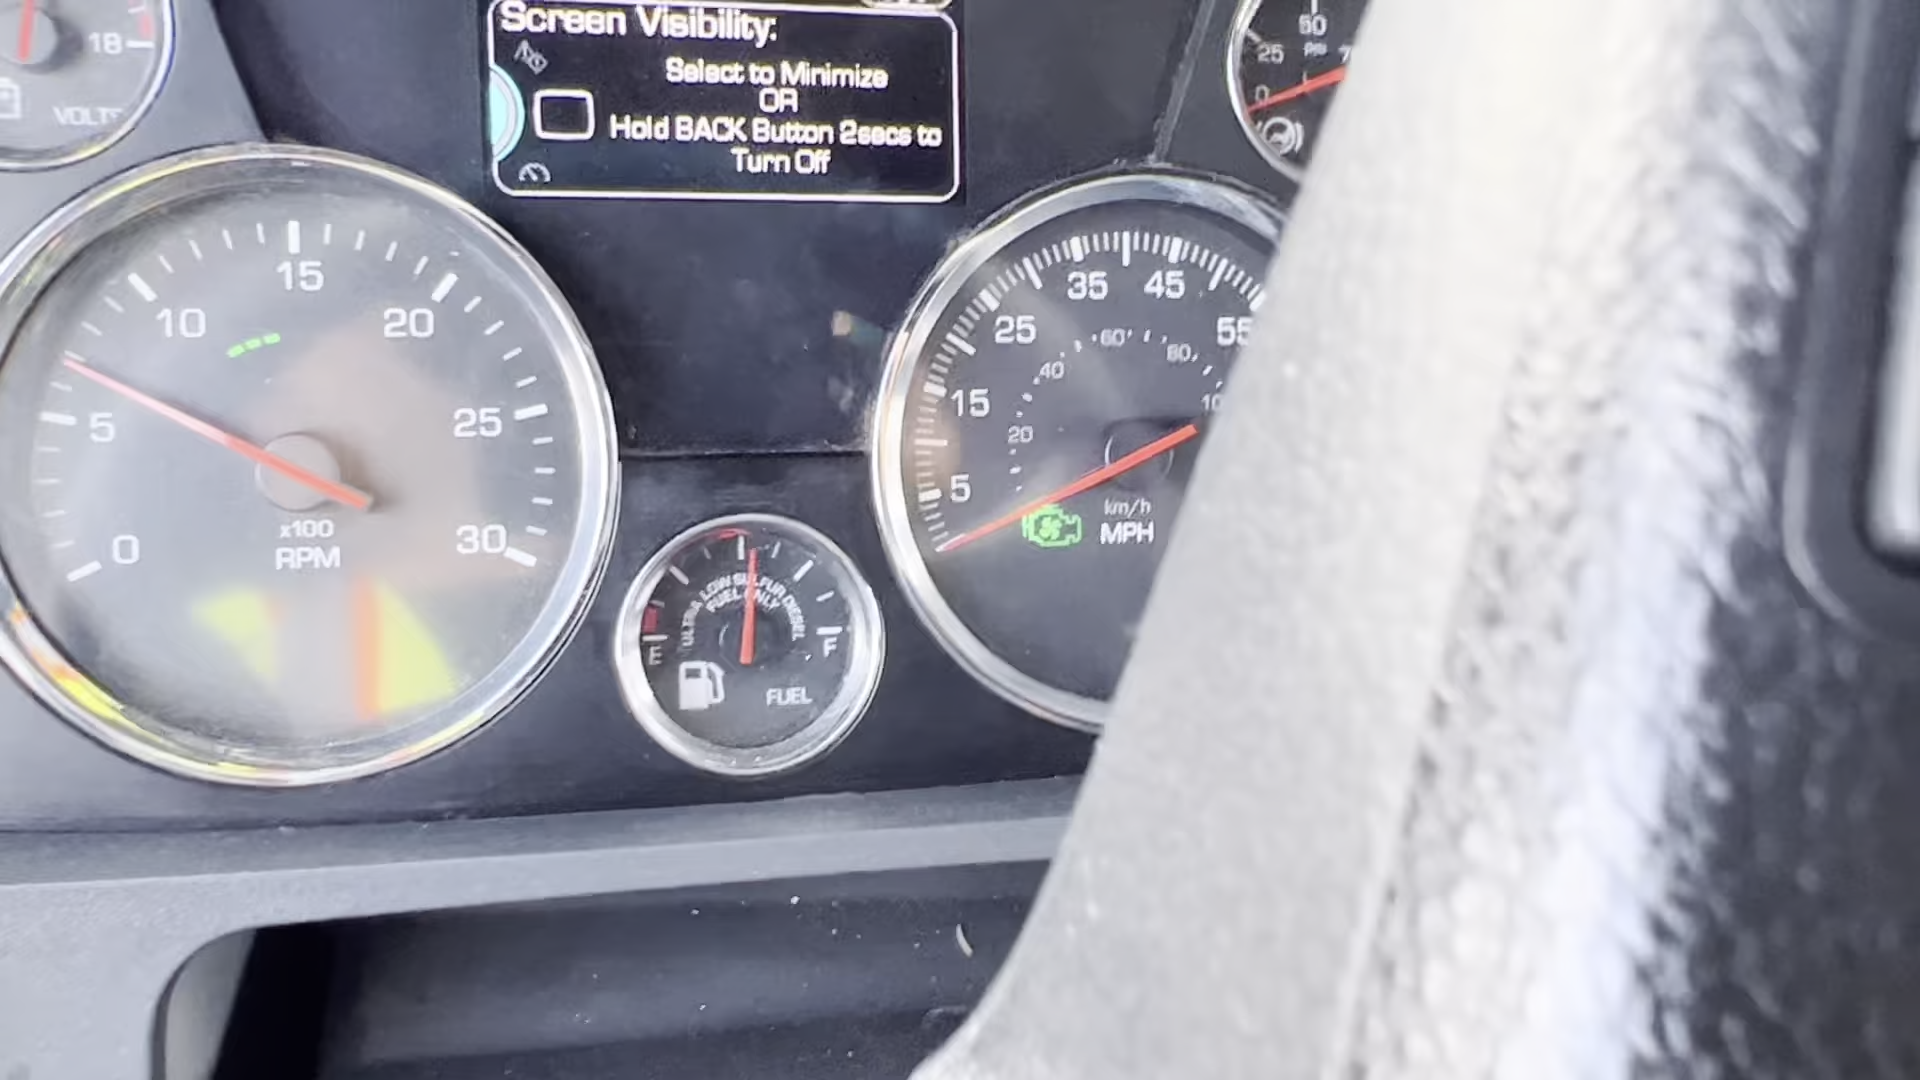 18
VOLTS
Screen Visibility:
Select to Minimize
OR
Hold BACK Button 2secs to
Turn Off
50
25
PSI
0
0
5
10
15
20
25
30
x100
RPM
ULTRA LOW SULFUR DIESEL
FUEL ONLY
E
F
FUEL
5
15
25
35
45
55
20
40
60
80
km/h
MPH